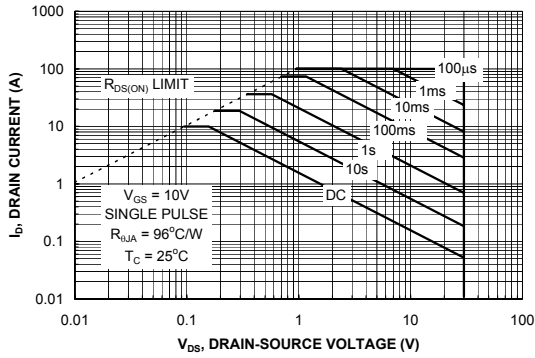 1000
100
10
1
0.1
0.01
I_D, DRAIN CURRENT (A)
R_DS(ON) LIMIT
100µs
1ms
10ms
100ms
1s
10s
DC
V_GS = 10V
SINGLE PULSE
R_θJA = 96°C/W
T_C = 25°C
0.01
0.1
1
10
100
V_DS, DRAIN-SOURCE VOLTAGE (V)